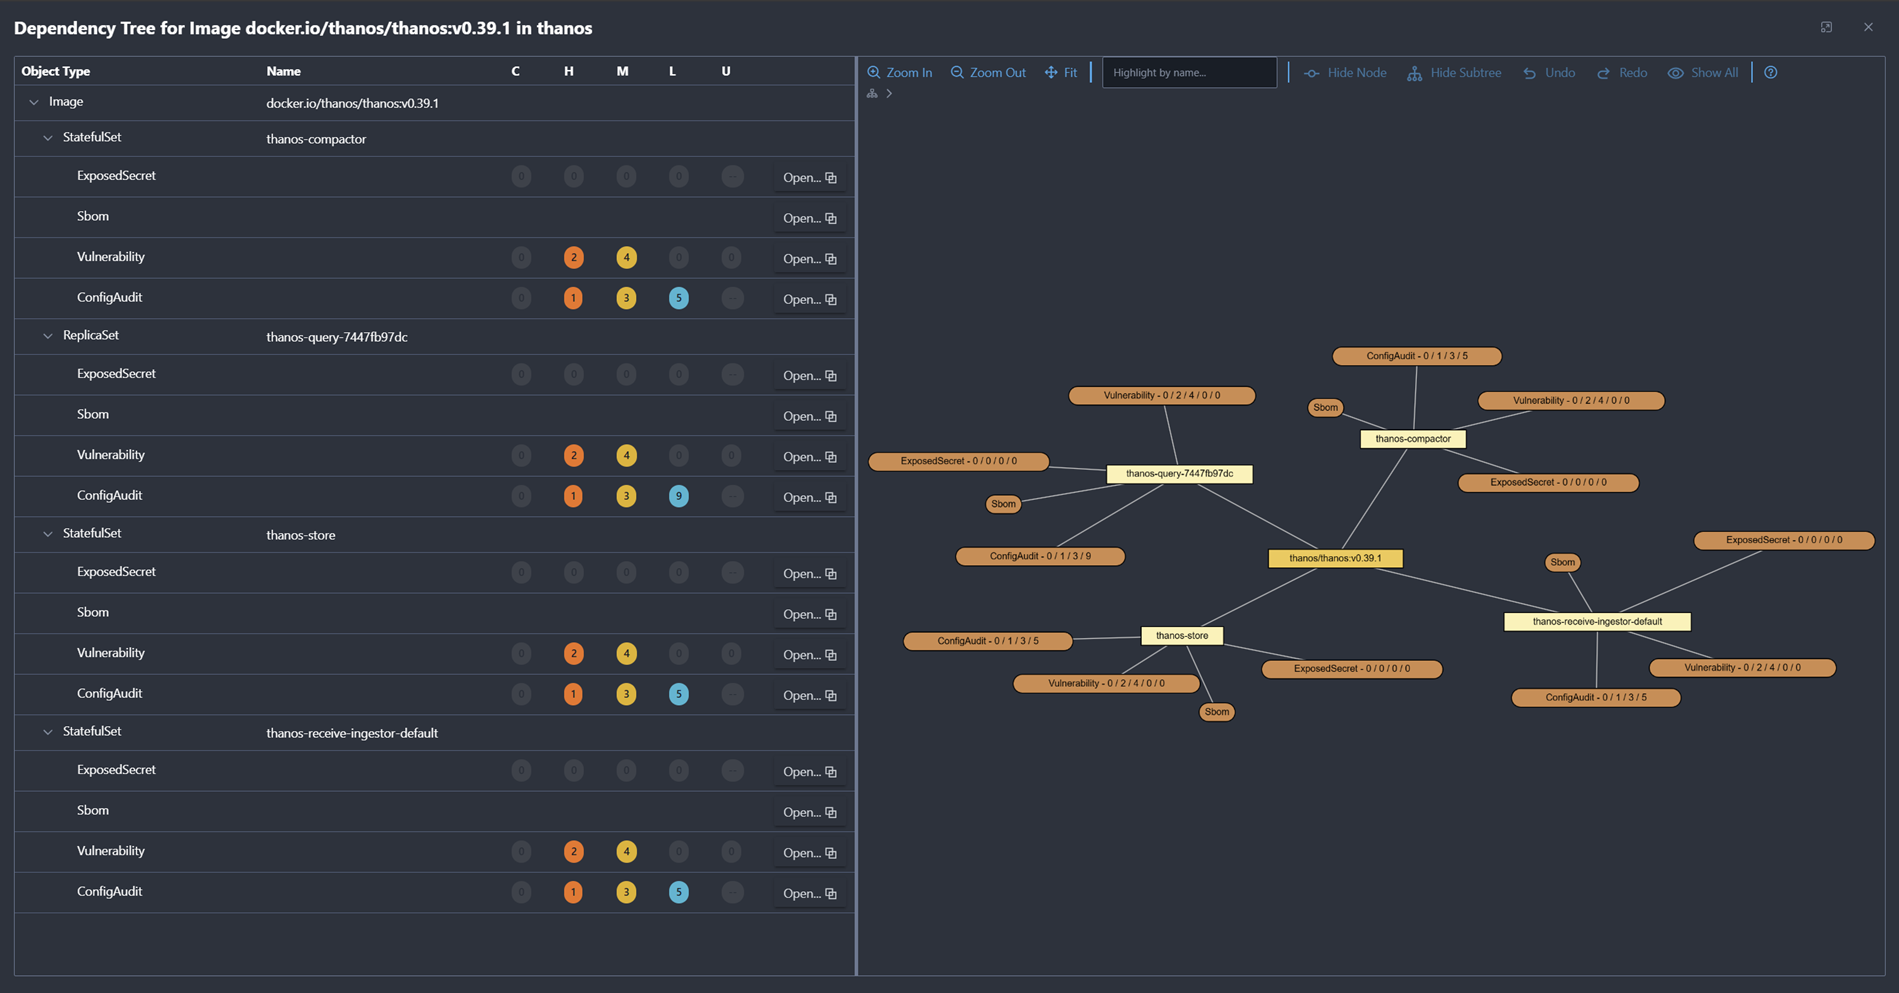 Dependency Tree for Image docker.io/thanos/thanos:v0.39.1 in thanos
Object Type Name C H M L U
Image docker.io/thanos/thanos:v0.39.1
StatefulSet thanos-compactor
ExposedSecret 0 0 0 0 -- Open...
Sbom Open...
Vulnerability 0 2 4 0 0 Open...
ConfigAudit 0 1 3 5 -- Open...
ReplicaSet thanos-query-7447fb97dc
ExposedSecret 0 0 0 0 -- Open...
Sbom Open...
Vulnerability 0 2 4 0 0 Open...
ConfigAudit 0 1 3 9 -- Open...
StatefulSet thanos-store
ExposedSecret 0 0 0 0 -- Open...
Sbom Open...
Vulnerability 0 2 4 0 0 Open...
ConfigAudit 0 1 3 5 -- Open...
StatefulSet thanos-receive-ingestor-default
ExposedSecret 0 0 0 0 -- Open...
Sbom Open...
Vulnerability 0 2 4 0 0 Open...
ConfigAudit 0 1 3 5 -- Open...
Zoom In Zoom Out Fit Highlight by name... Hide Node Hide Subtree Undo Redo Show All
ConfigAudit - 0 / 1 / 3 / 5
Vulnerability - 0 / 2 / 4 / 0 / 0
Sbom
Vulnerability - 0 / 2 / 4 / 0 / 0
thanos-compactor
ExposedSecret - 0 / 0 / 0 / 0
thanos-query-7447fb97dc
ExposedSecret - 0 / 0 / 0 / 0
Sbom
ConfigAudit - 0 / 1 / 3 / 9
thanos/thanos:v0.39.1
ExposedSecret - 0 / 0 / 0 / 0
Sbom
thanos-receive-ingestor-default
ConfigAudit - 0 / 1 / 3 / 5
thanos-store
ExposedSecret - 0 / 0 / 0 / 0
Vulnerability - 0 / 2 / 4 / 0 / 0
Vulnerability - 0 / 2 / 4 / 0 / 0
ConfigAudit - 0 / 1 / 3 / 5
Sbom